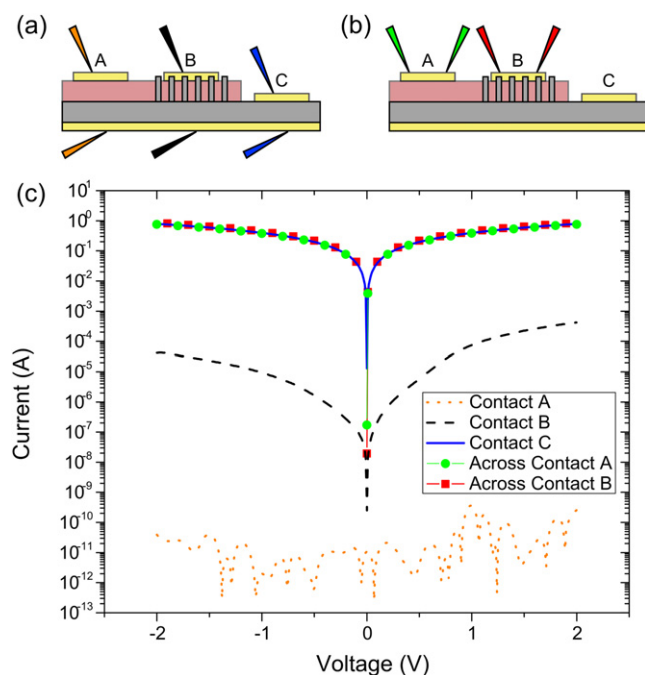 (a)
A
B
C
(b)
A
B
C
(c)
Current (A)
10^1
10^0
10^-1
10^-2
10^-3
10^-4
10^-5
10^-6
10^-7
10^-8
10^-9
10^-10
10^-11
10^-12
10^-13
Contact A
Contact B
Contact C
Across Contact A
Across Contact B
-2
-1
0
1
2
Voltage (V)